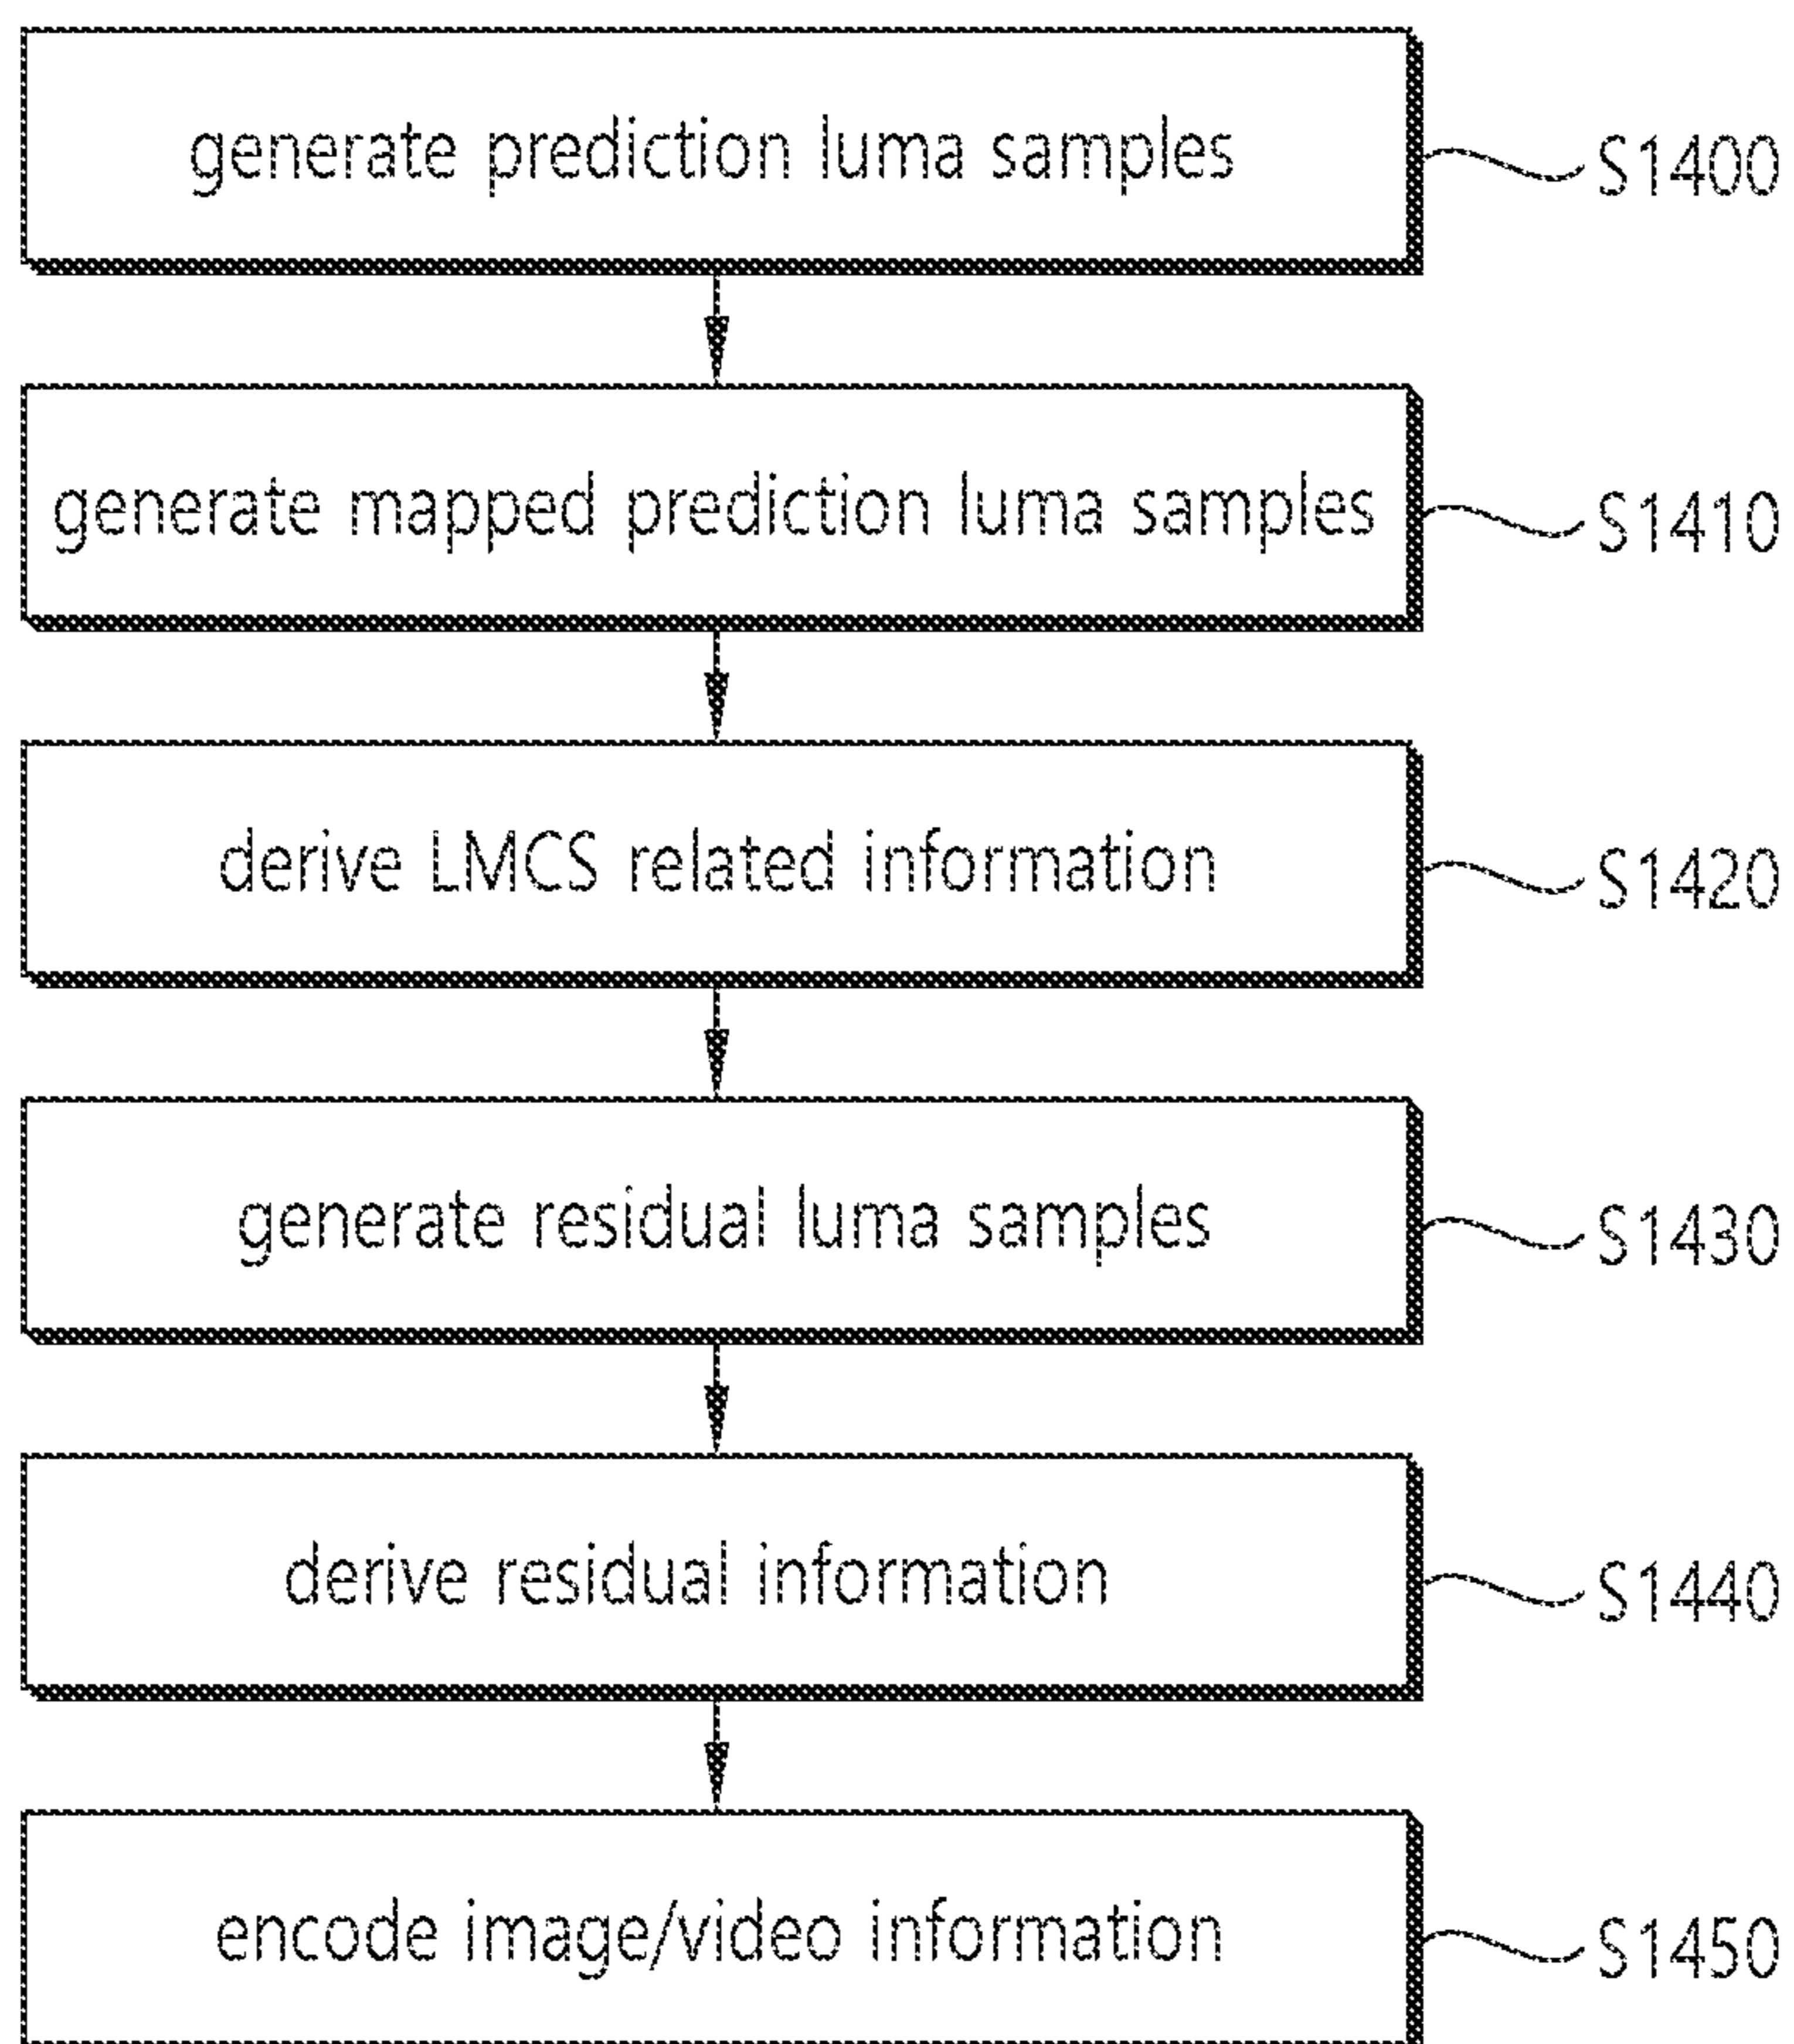 generate prediction luma samples
S1400
generate mapped prediction luma samples
S1410
derive LMCS related information
S1420
generate residual luma samples
S1430
derive residual information
S1440
encode image/video information
S1450